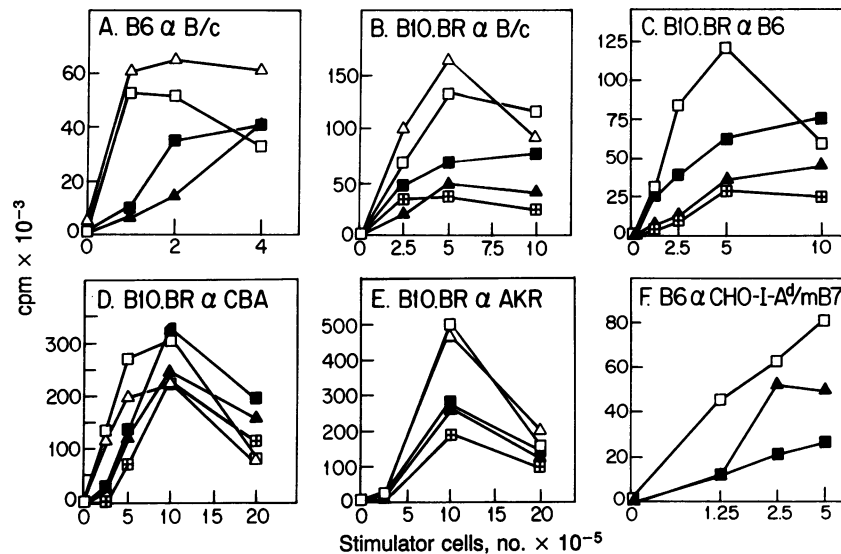 A. B6 α B/c
60
40
20
0
0 1 2 4
B. B10.BR α B/c
150
100
50
0
0 2.5 5 7.5 10
C. B10.BR α B6
125
100
75
50
25
0
0 2.5 5 10
cpm × 10⁻³
D. B10.BR α CBA
300
200
100
0
0 5 10 15 20
E. B10.BR α AKR
500
400
300
200
100
0
0 10 20
F. B6 α CHO-I-Aᵈ/mB7
80
60
40
20
0
0 1.25 2.5 5
Stimulator cells, no. × 10⁻⁵